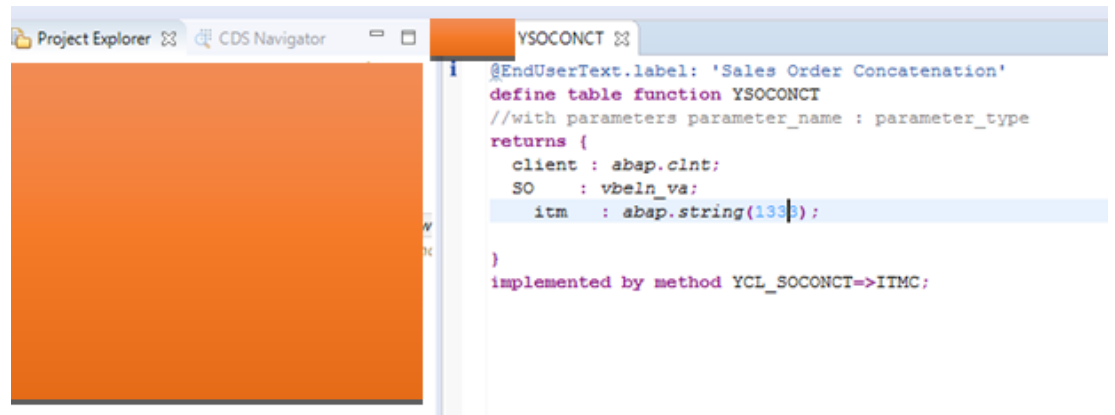 Project Explorer CDS Navigator YSOCONCT
@EndUserText.label: 'Sales Order Concatenation'
define table function YSOCONCT
//with parameters parameter_name : parameter_type
returns {
client : abap.clnt;
SO : vbeln_va;
itm : abap.string(1333);
}
implemented by method YCL_SOCONCT=>ITMC;